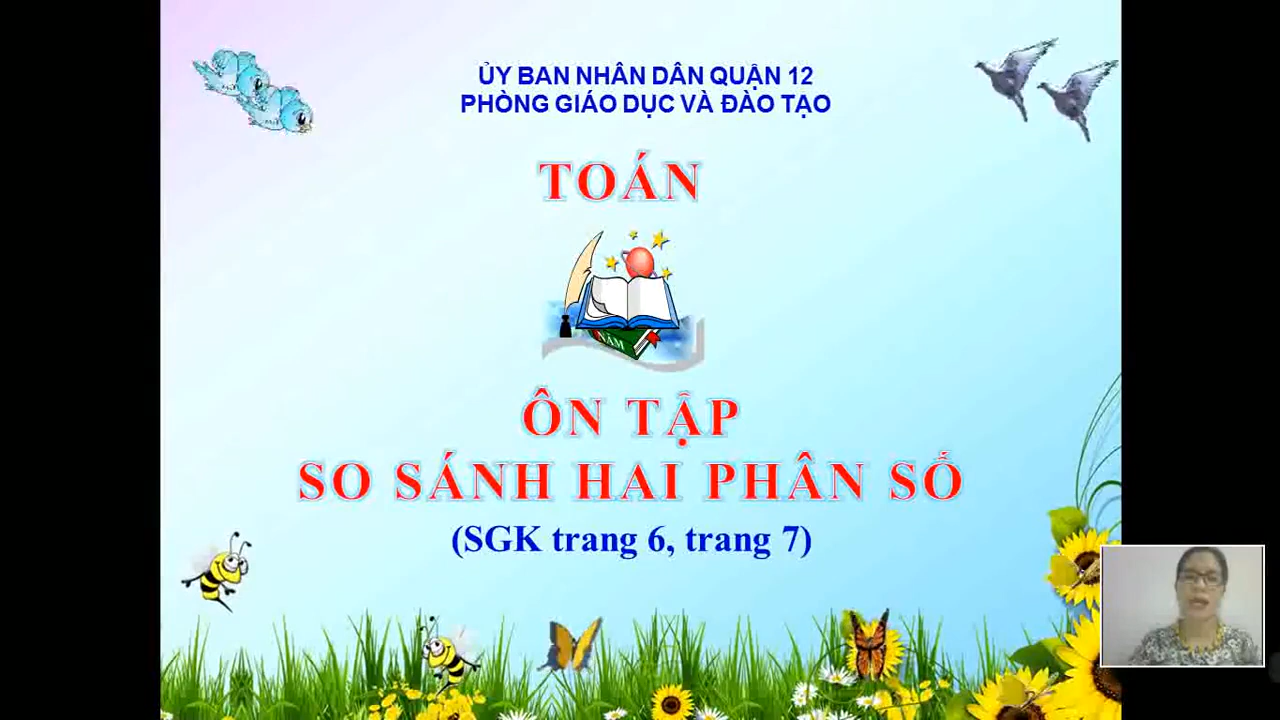 ỦY BAN NHÂN DÂN QUẬN 12
PHÒNG GIÁO DỤC VÀ ĐÀO TẠO
TOÁN
NĂM
ÔN TẬP
SO SÁNH HAI PHÂN SỐ
(SGK trang 6, trang 7)